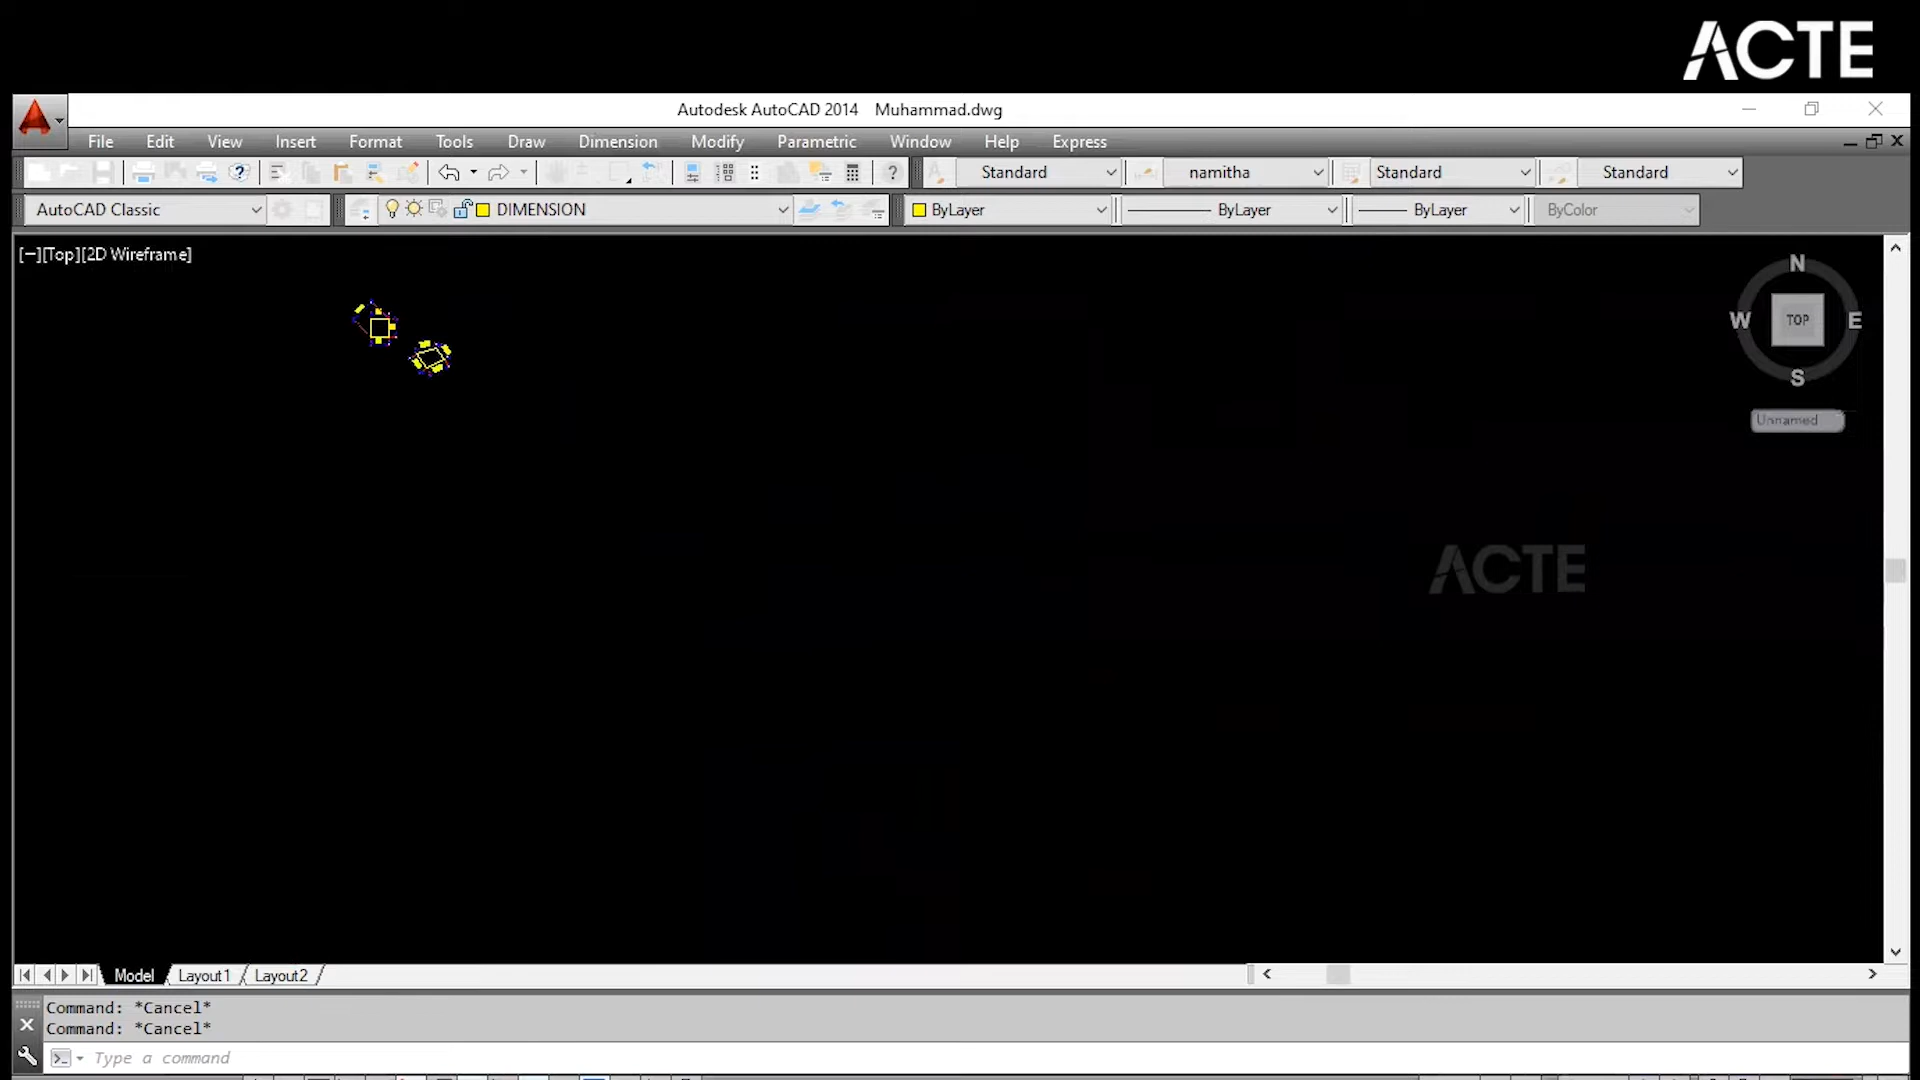 ACTE
Autodesk AutoCAD 2014 Muhammad.dwg
File Edit View Insert Format Tools Draw Dimension Modify Parametric Window Help Express
Standard namitha Standard Standard
AutoCAD Classic DIMENSION ByLayer ByLayer ByLayer ByColor
[−][Top][2D Wireframe]
N
W TOP E
S
Unnamed
ACTE
Model Layout1 Layout2
Command: *Cancel*
Command: *Cancel*
Type a command